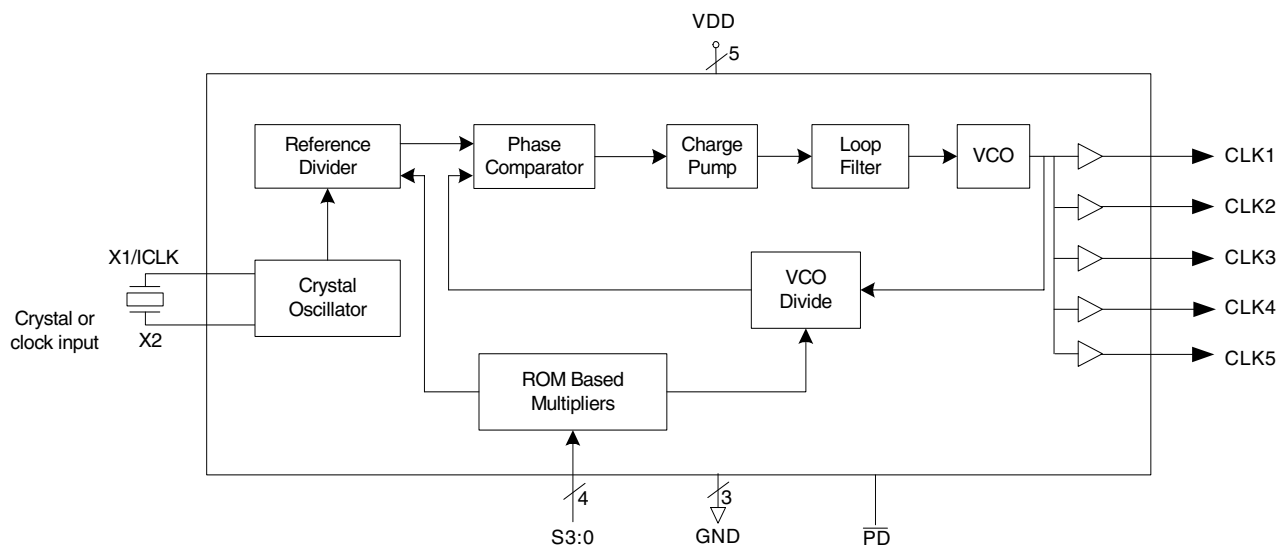 VDD
5
Reference
Divider
Phase
Comparator
Charge
Pump
Loop
Filter
VCO
CLK1
CLK2
CLK3
CLK4
CLK5
X1/ICLK
Crystal or
clock input
X2
Crystal
Oscillator
VCO
Divide
ROM Based
Multipliers
4
S3:0
3
GND
PD